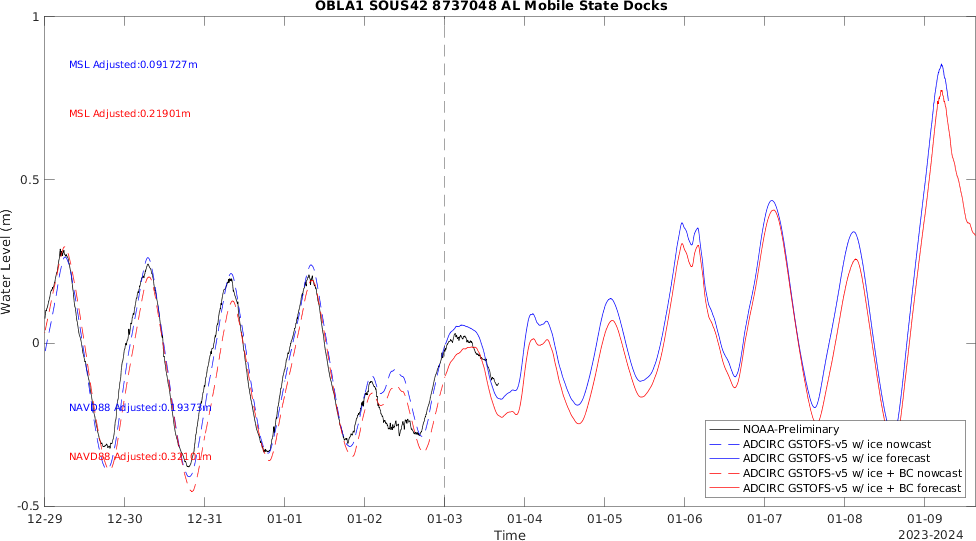 OBLA1 SOUS42 8737048 AL Mobile State Docks
1
MSL Adjusted:0.091727m
MSL Adjusted:0.21901m
0.5
Water Level (m)
0
NAVD88 Adjusted:0.19373m
NAVD88 Adjusted:0.32101m
-0.5
NOAA-Preliminary
ADCIRC GSTOFS-v5 w/ ice nowcast
ADCIRC GSTOFS-v5 w/ ice forecast
ADCIRC GSTOFS-v5 w/ ice + BC nowcast
ADCIRC GSTOFS-v5 w/ ice + BC forecast
12-29 12-30 12-31 01-01 01-02 01-03 01-04 01-05 01-06 01-07 01-08 01-09
Time
2023-2024